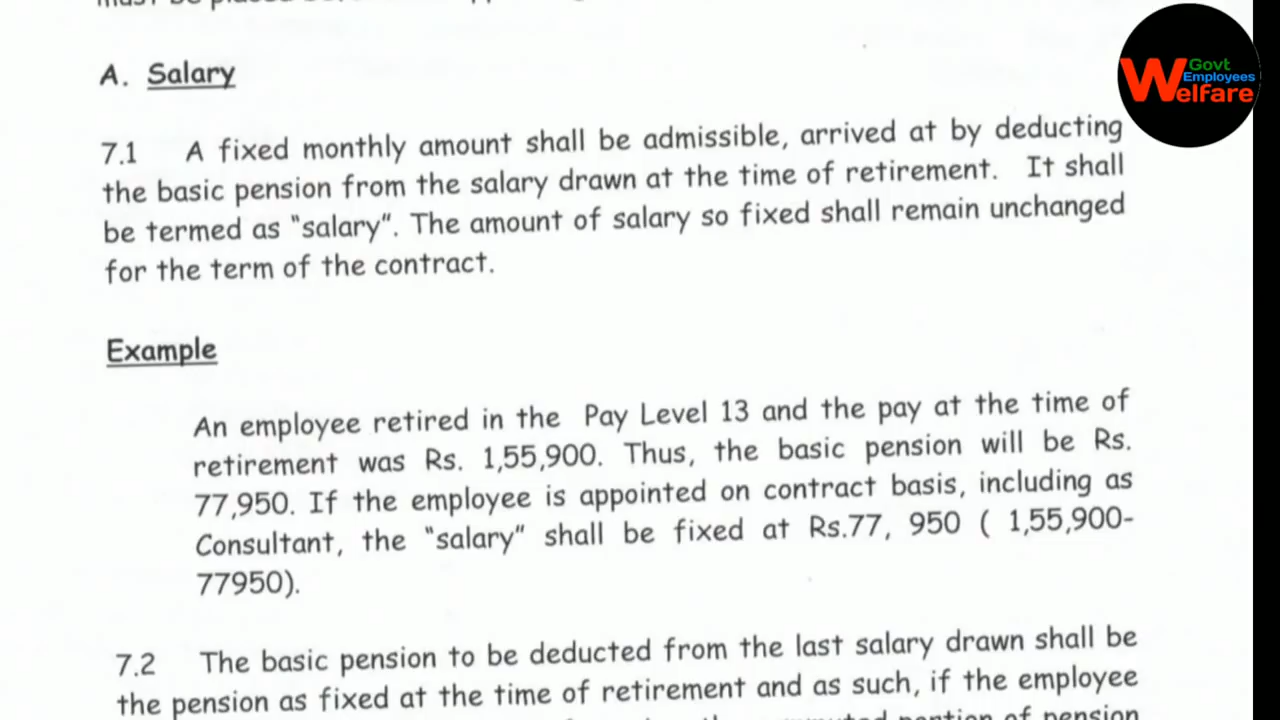 Govt
Employees
Welfare
A. Salary
7.1 A fixed monthly amount shall be admissible, arrived at by deducting
the basic pension from the salary drawn at the time of retirement. It shall
be termed as "salary". The amount of salary so fixed shall remain unchanged
for the term of the contract.
Example
An employee retired in the Pay Level 13 and the pay at the time of
retirement was Rs. 1,55,900. Thus, the basic pension will be Rs.
77,950. If the employee is appointed on contract basis, including as
Consultant, the "salary" shall be fixed at Rs.77, 950 ( 1,55,900-
77950).
7.2 The basic pension to be deducted from the last salary drawn shall be
the pension as fixed at the time of retirement and as such, if the employee
portion of pension